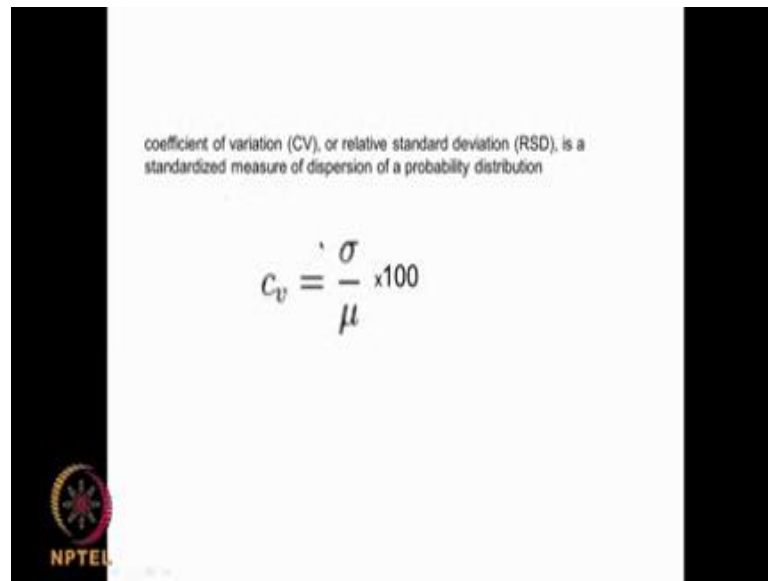 coefficient of variation (CV), or relative standard deviation (RSD), is a
standardized measure of dispersion of a probability distribution
c_v = σ/μ x100
NPTEL